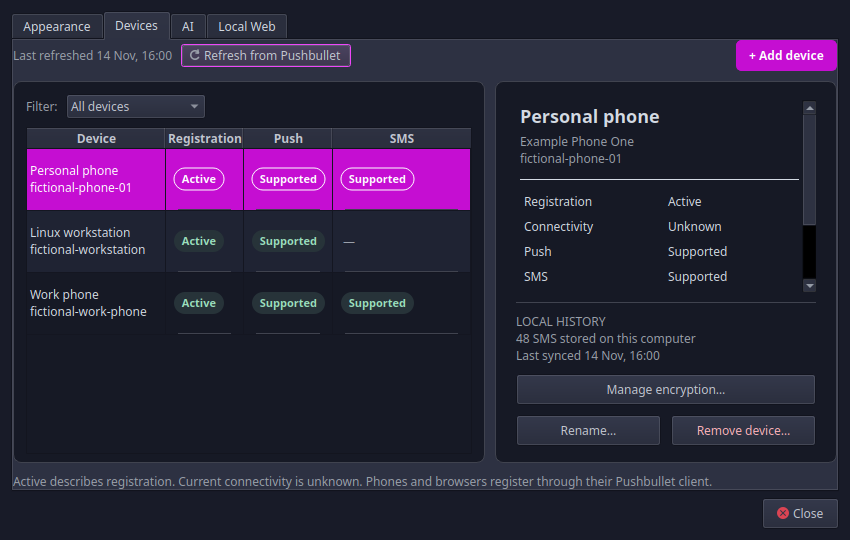 Appearance
Devices
AI
Local Web
Last refreshed 14 Nov, 16:00
Refresh from Pushbullet
+ Add device
Filter:
All devices
Device
Registration
Push
SMS
Personal phone
fictional-phone-01
Active
Supported
Supported
Linux workstation
fictional-workstation
Active
Supported
—
Work phone
fictional-work-phone
Active
Supported
Supported
Personal phone
Example Phone One
fictional-phone-01
Registration Active
Connectivity Unknown
Push Supported
SMS Supported
LOCAL HISTORY
48 SMS stored on this computer
Last synced 14 Nov, 16:00
Manage encryption...
Rename...
Remove device...
Active describes registration. Current connectivity is unknown. Phones and browsers register through their Pushbullet client.
Close